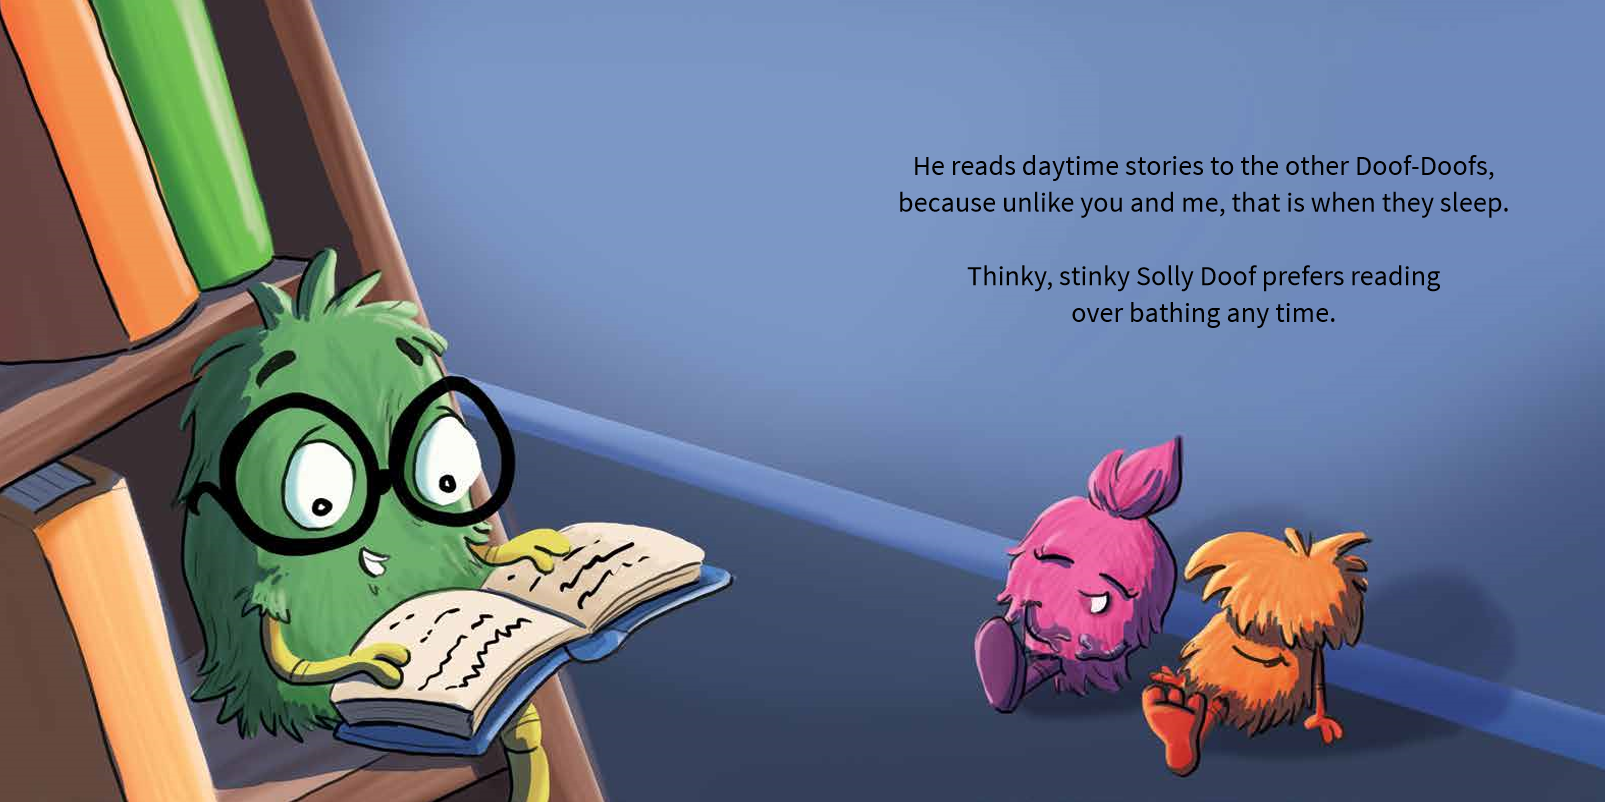 He reads daytime stories to the other Doof-Doofs,
because unlike you and me, that is when they sleep.
Thinky, stinky Solly Doof prefers reading
over bathing any time.